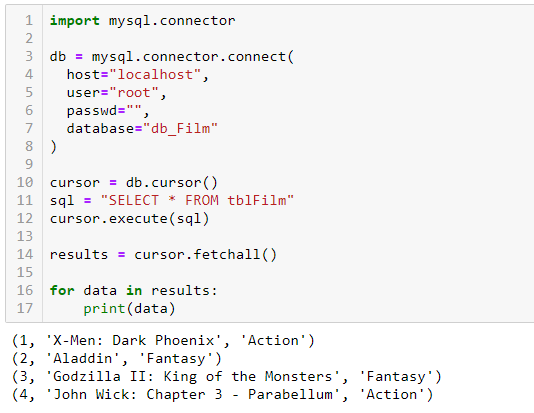 1 import mysql.connector
2
3 db = mysql.connector.connect(
4   host="localhost",
5   user="root",
6   passwd="",
7   database="db_Film"
8 )
9
10 cursor = db.cursor()
11 sql = "SELECT * FROM tblFilm"
12 cursor.execute(sql)
13
14 results = cursor.fetchall()
15
16 for data in results:
17     print(data)
(1, 'X-Men: Dark Phoenix', 'Action')
(2, 'Aladdin', 'Fantasy')
(3, 'Godzilla II: King of the Monsters', 'Fantasy')
(4, 'John Wick: Chapter 3 - Parabellum', 'Action')